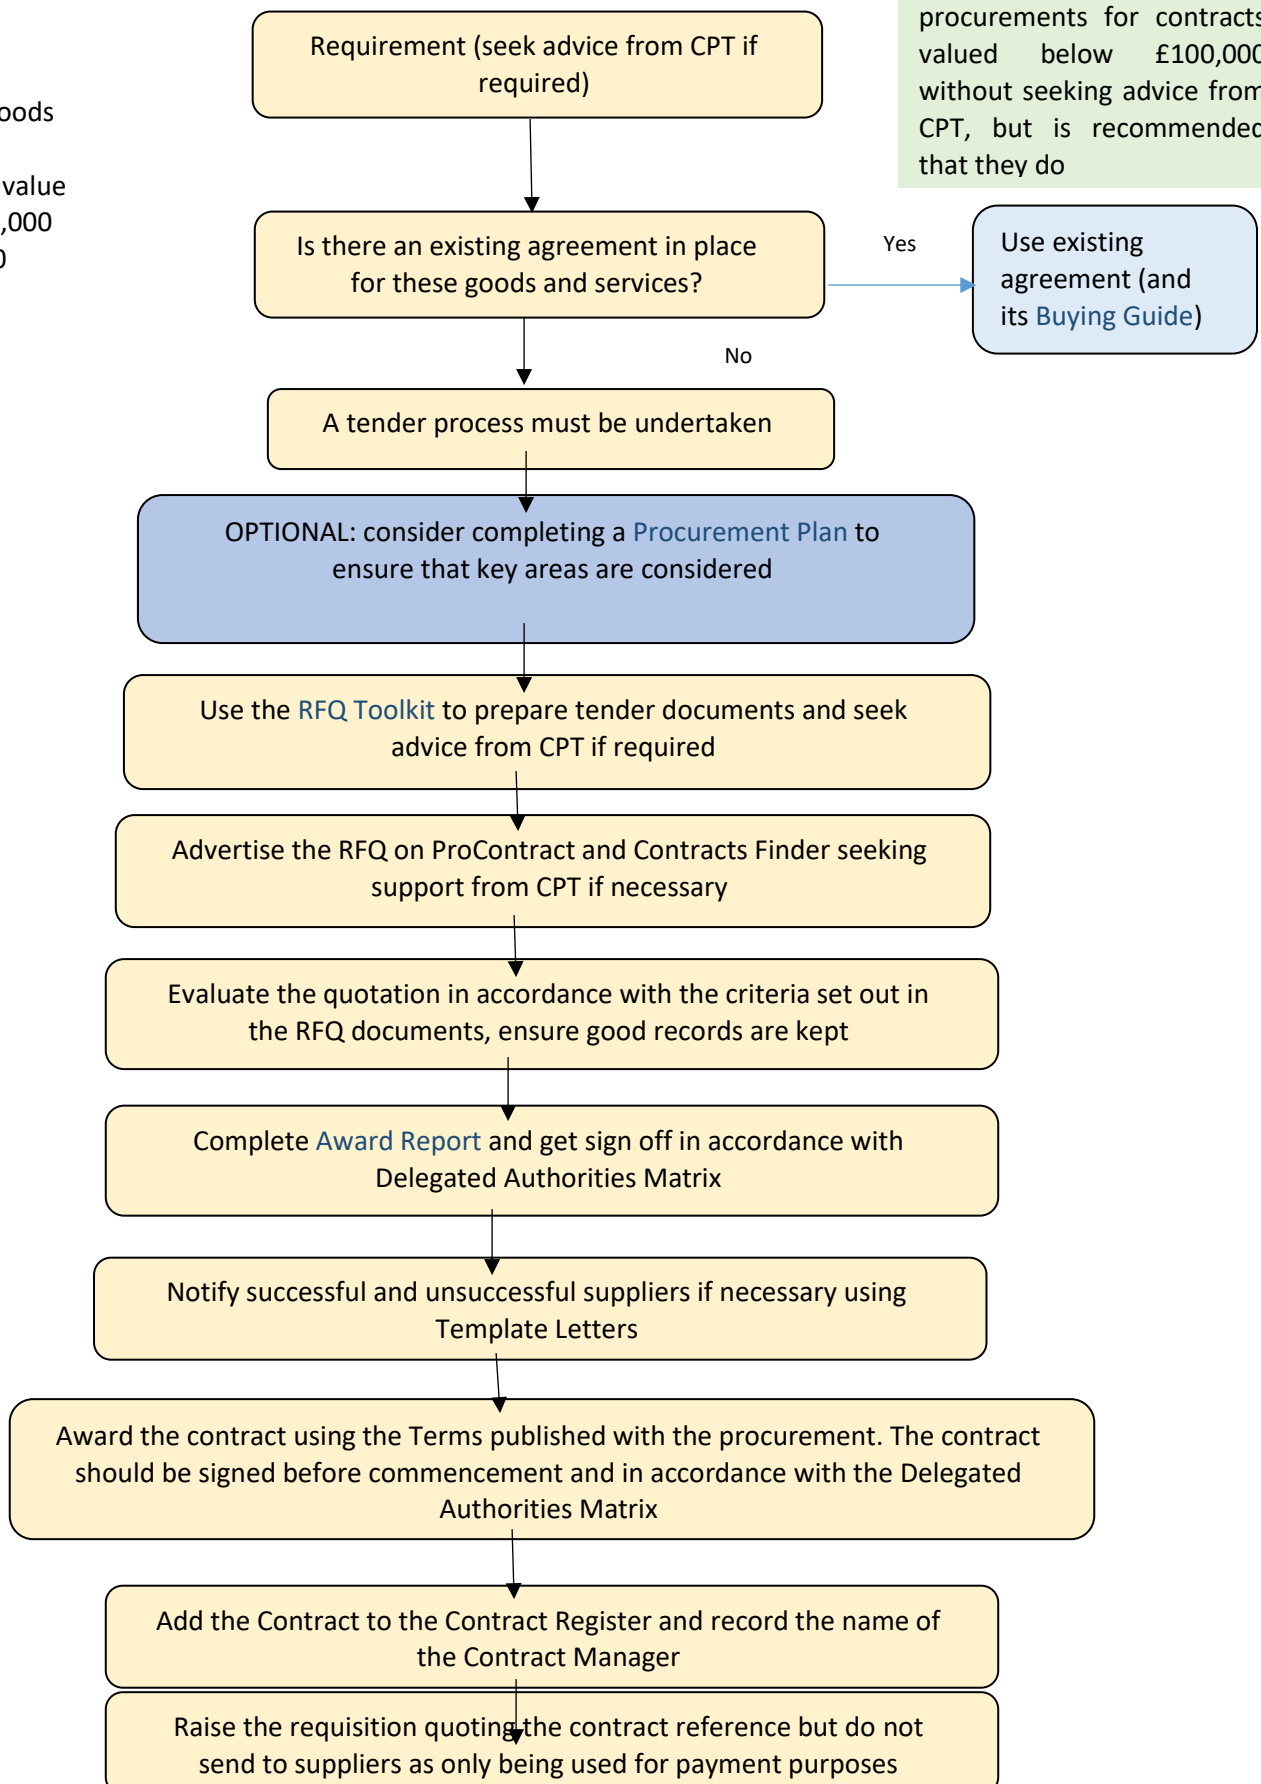 procurements for contracts
valued below £100,000
without seeking advice from
CPT, but is recommended
that they do
Requirement (seek advice from CPT if
required)
oods
value
,000
0
Is there an existing agreement in place
for these goods and services?
Yes
Use existing
agreement (and
its Buying Guide)
No
A tender process must be undertaken
OPTIONAL: consider completing a Procurement Plan to
ensure that key areas are considered
Use the RFQ Toolkit to prepare tender documents and seek
advice from CPT if required
Advertise the RFQ on ProContract and Contracts Finder seeking
support from CPT if necessary
Evaluate the quotation in accordance with the criteria set out in
the RFQ documents, ensure good records are kept
Complete Award Report and get sign off in accordance with
Delegated Authorities Matrix
Notify successful and unsuccessful suppliers if necessary using
Template Letters
Award the contract using the Terms published with the procurement. The contract
should be signed before commencement and in accordance with the Delegated
Authorities Matrix
Add the Contract to the Contract Register and record the name of
the Contract Manager
Raise the requisition quoting the contract reference but do not
send to suppliers as only being used for payment purposes